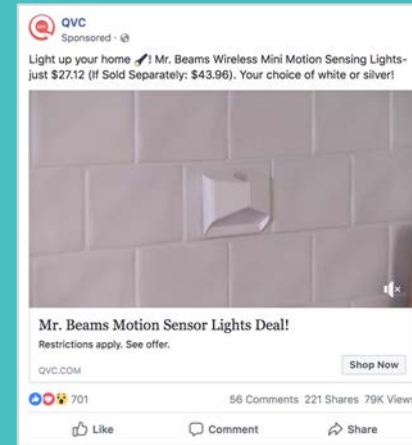 QVC
Sponsored ·
Light up your home ! Mr. Beams Wireless Mini Motion Sensing Lights-
just $27.12 (If Sold Separately: $43.96). Your choice of white or silver!
Mr. Beams Motion Sensor Lights Deal!
Restrictions apply. See offer.
QVC.COM
Shop Now
701
56 Comments 221 Shares 79K Views
Like Comment Share